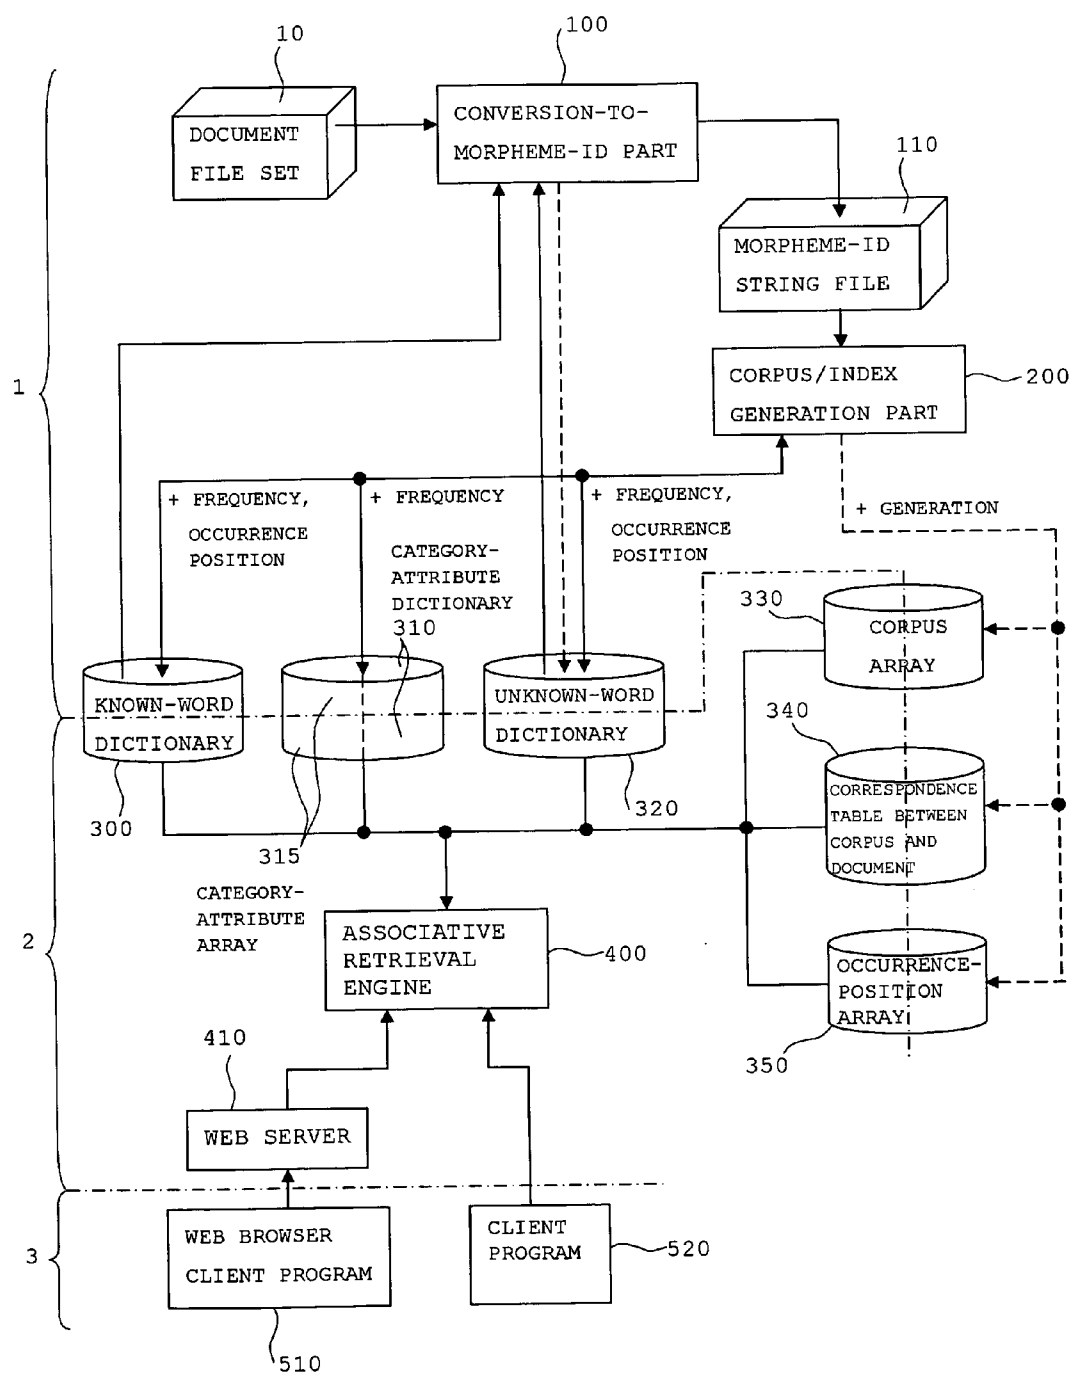 10
100
DOCUMENT
FILE SET
CONVERSION-TO-
MORPHEME-ID PART
110
MORPHEME-ID
STRING FILE
1
CORPUS/INDEX
GENERATION PART
200
+ FREQUENCY,
OCCURRENCE
POSITION
+ FREQUENCY
+ FREQUENCY,
OCCURRENCE
POSITION
+ GENERATION
CATEGORY-
ATTRIBUTE
DICTIONARY
310
330
CORPUS
ARRAY
KNOWN-WORD
DICTIONARY
UNKNOWN-WORD
DICTIONARY
340
300
315
320
CORRESPONDENCE
TABLE BETWEEN
CORPUS AND
DOCUMENT
CATEGORY-
ATTRIBUTE
ARRAY
2
ASSOCIATIVE
RETRIEVAL
ENGINE
400
OCCURRENCE-
POSITION
ARRAY
350
410
WEB SERVER
3
WEB BROWSER
CLIENT PROGRAM
CLIENT
PROGRAM
520
510